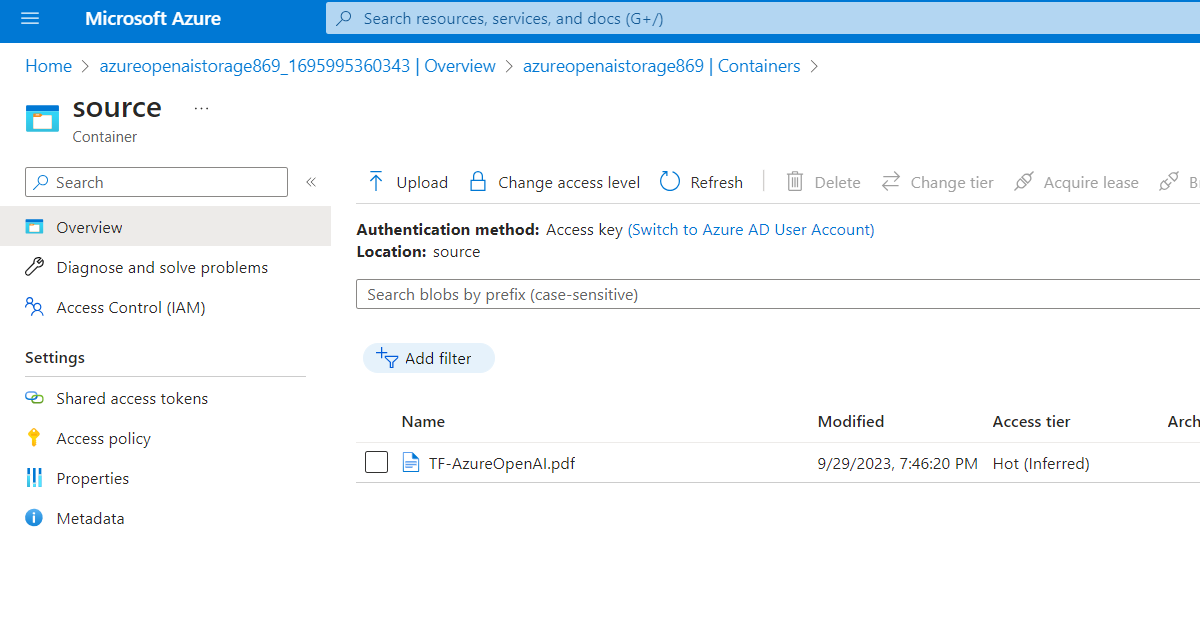 Microsoft Azure
Search resources, services, and docs (G+/)
Home > azureopenaistorage869_1695995360343 | Overview > azureopenaistorage869 | Containers >
source ...
Container
Search «
Upload Change access level Refresh Delete Change tier Acquire lease
Overview
Diagnose and solve problems
Access Control (IAM)
Settings
Shared access tokens
Access policy
Properties
Metadata
Authentication method: Access key (Switch to Azure AD User Account)
Location: source
Search blobs by prefix (case-sensitive)
Add filter
Name Modified Access tier Arch
TF-AzureOpenAI.pdf 9/29/2023, 7:46:20 PM Hot (Inferred)